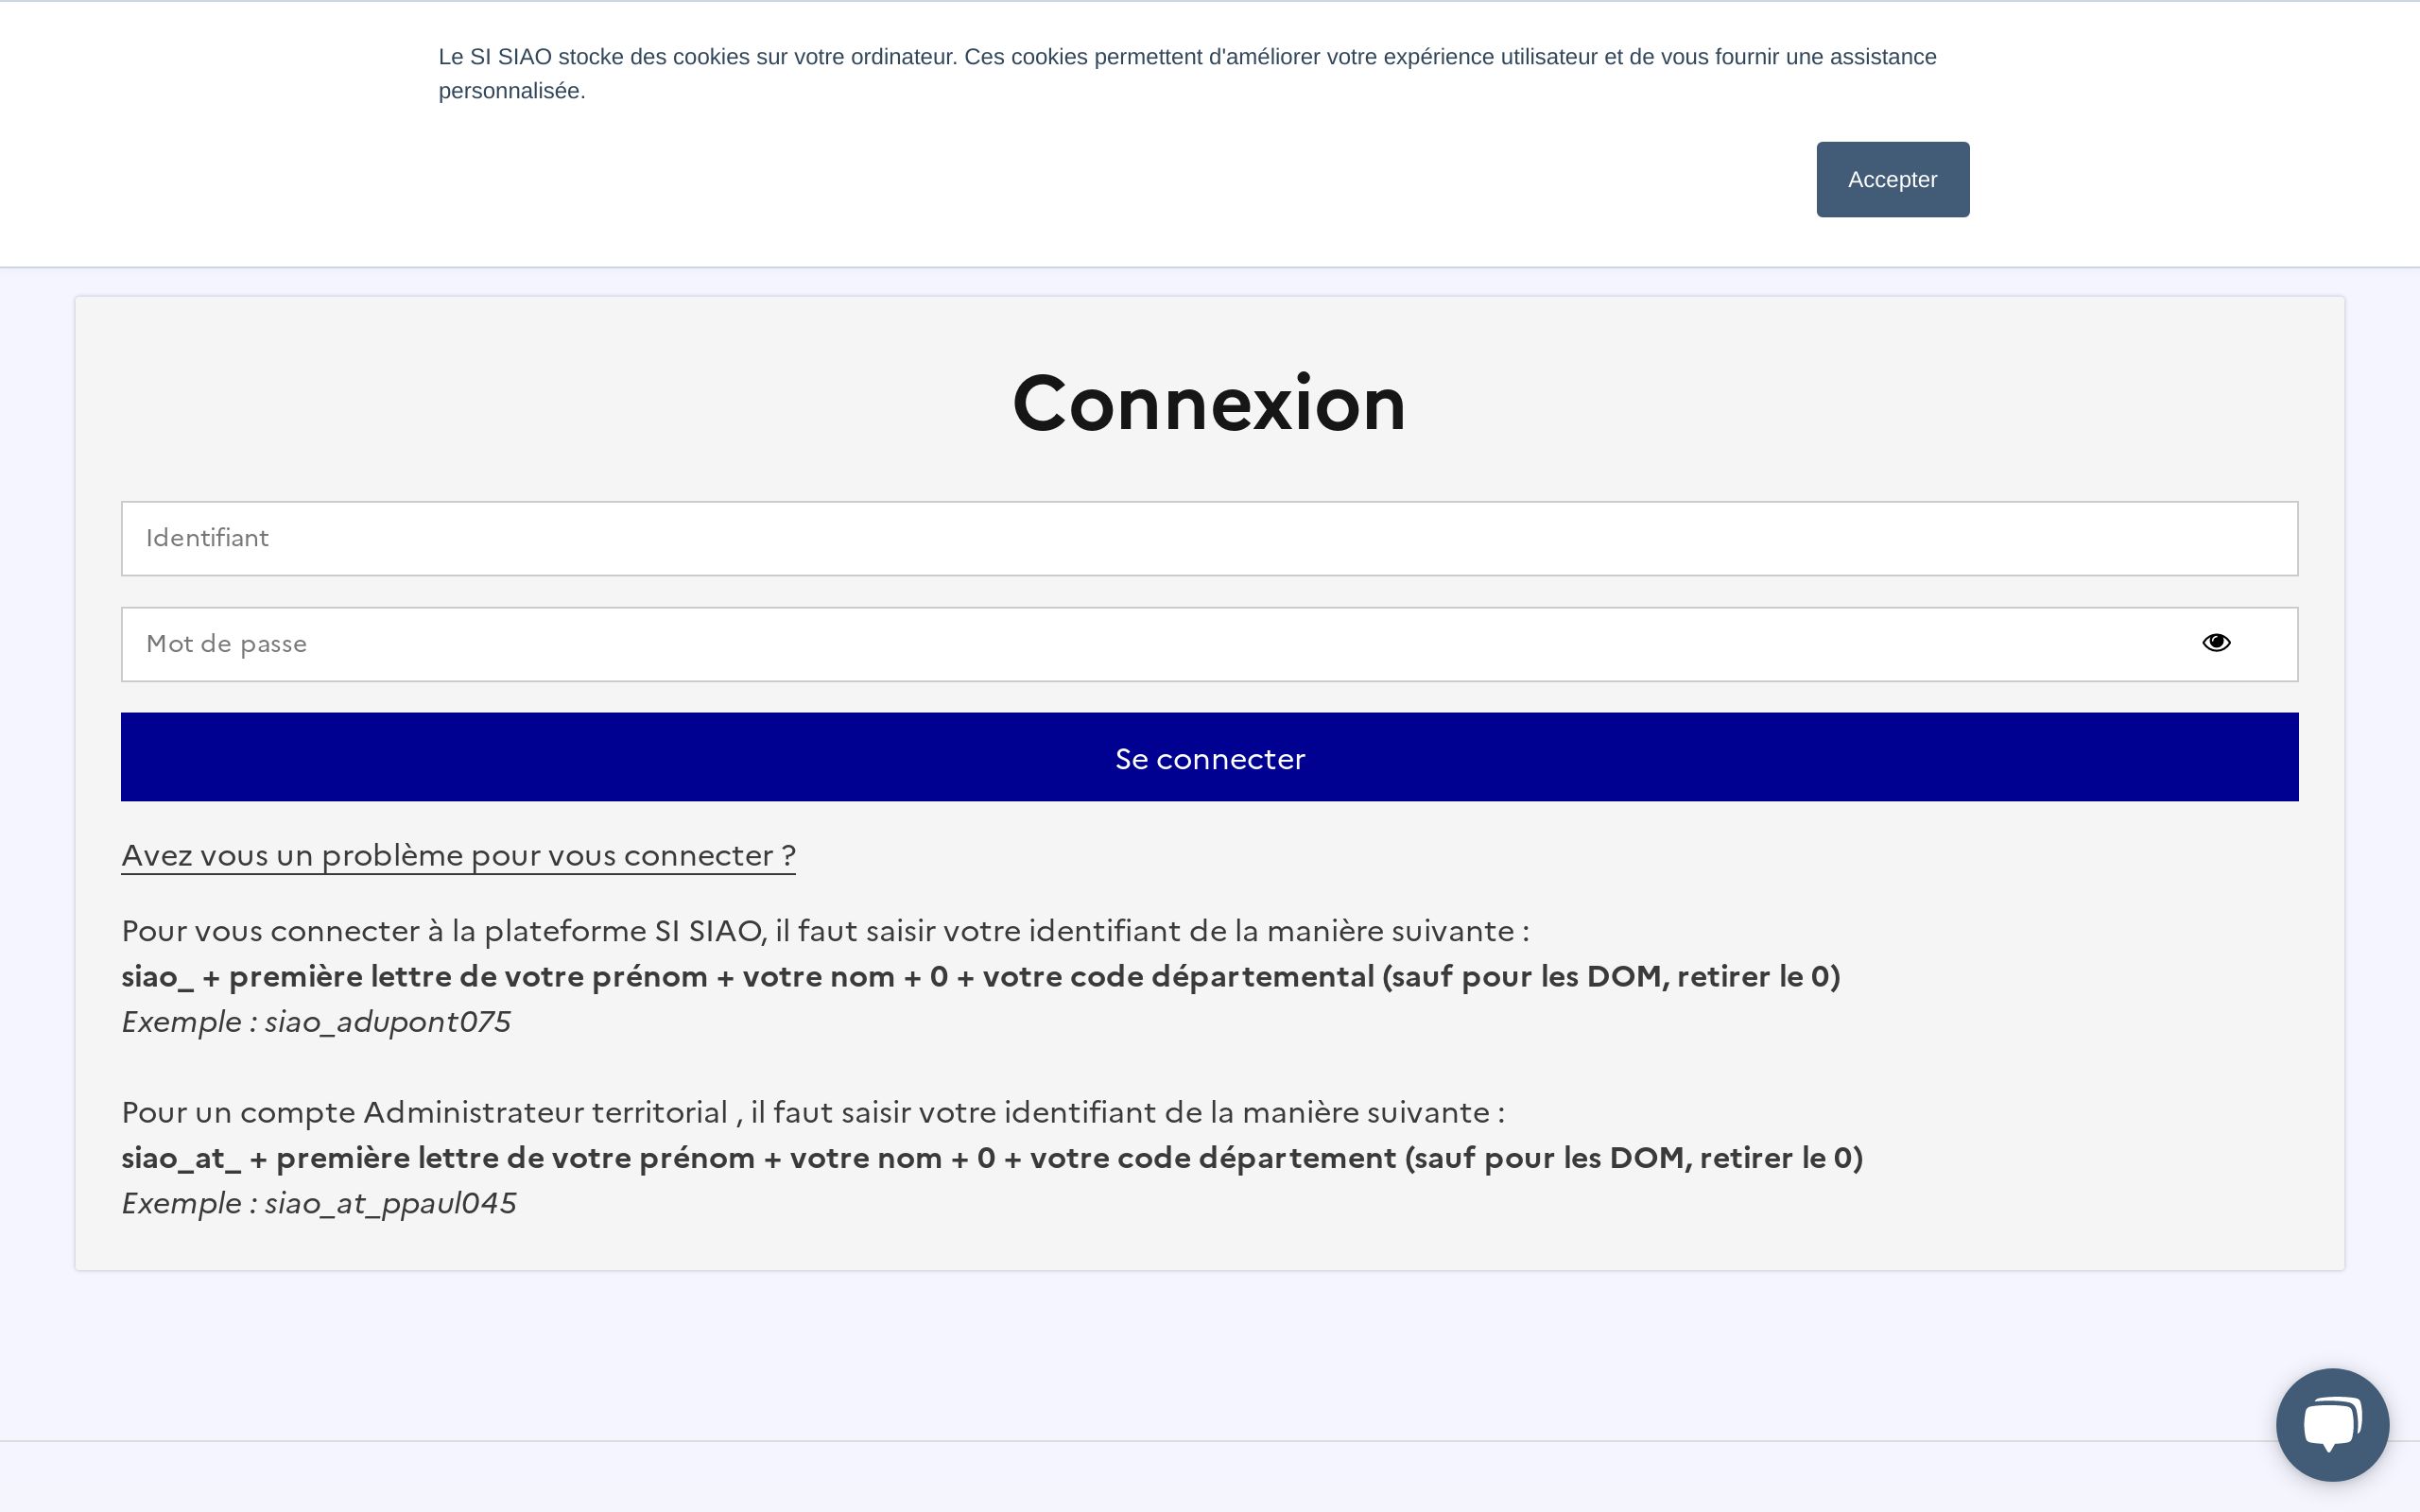 Le SI SIAO stocke des cookies sur votre ordinateur. Ces cookies permettent d'améliorer votre expérience utilisateur et de vous fournir une assistance
personnalisée.
Accepter
Connexion
Identifiant
Mot de passe
Se connecter
Avez vous un problème pour vous connecter ?
Pour vous connecter à la plateforme SI SIAO, il faut saisir votre identifiant de la manière suivante :
siao_ + première lettre de votre prénom + votre nom + 0 + votre code départemental (sauf pour les DOM, retirer le 0)
Exemple : siao_adupont075
Pour un compte Administrateur territorial , il faut saisir votre identifiant de la manière suivante :
siao_at_ + première lettre de votre prénom + votre nom + 0 + votre code département (sauf pour les DOM, retirer le 0)
Exemple : siao_at_ppaul045